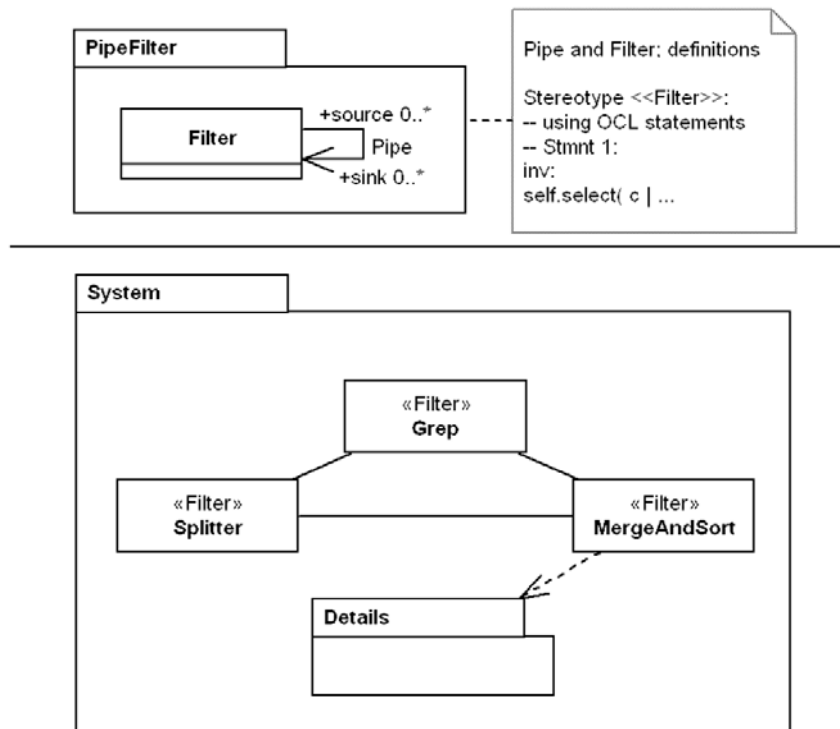 PipeFilter
Filter
+source 0..*
Pipe
+sink 0..*
Pipe and Filter: definitions
Stereotype <<Filter>>:
-- using OCL statements
-- Stmnt 1:
inv:
self.select( c | ...
System
«Filter»
Grep
«Filter»
Splitter
«Filter»
MergeAndSort
Details